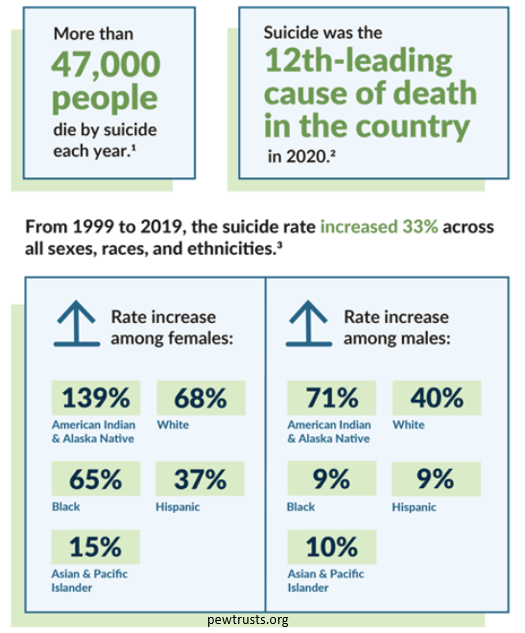 More than
47,000
people
die by suicide
each year.¹
Suicide was the
12th-leading
cause of death
in the country
in 2020.²
From 1999 to 2019, the suicide rate increased 33% across
all sexes, races, and ethnicities.³
Rate increase
among females:
139%
American Indian
& Alaska Native
68%
White
65%
Black
37%
Hispanic
15%
Asian & Pacific
Islander
Rate increase
among males:
71%
American Indian
& Alaska Native
40%
White
9%
Black
9%
Hispanic
10%
Asian & Pacific
Islander
pewtrusts.org